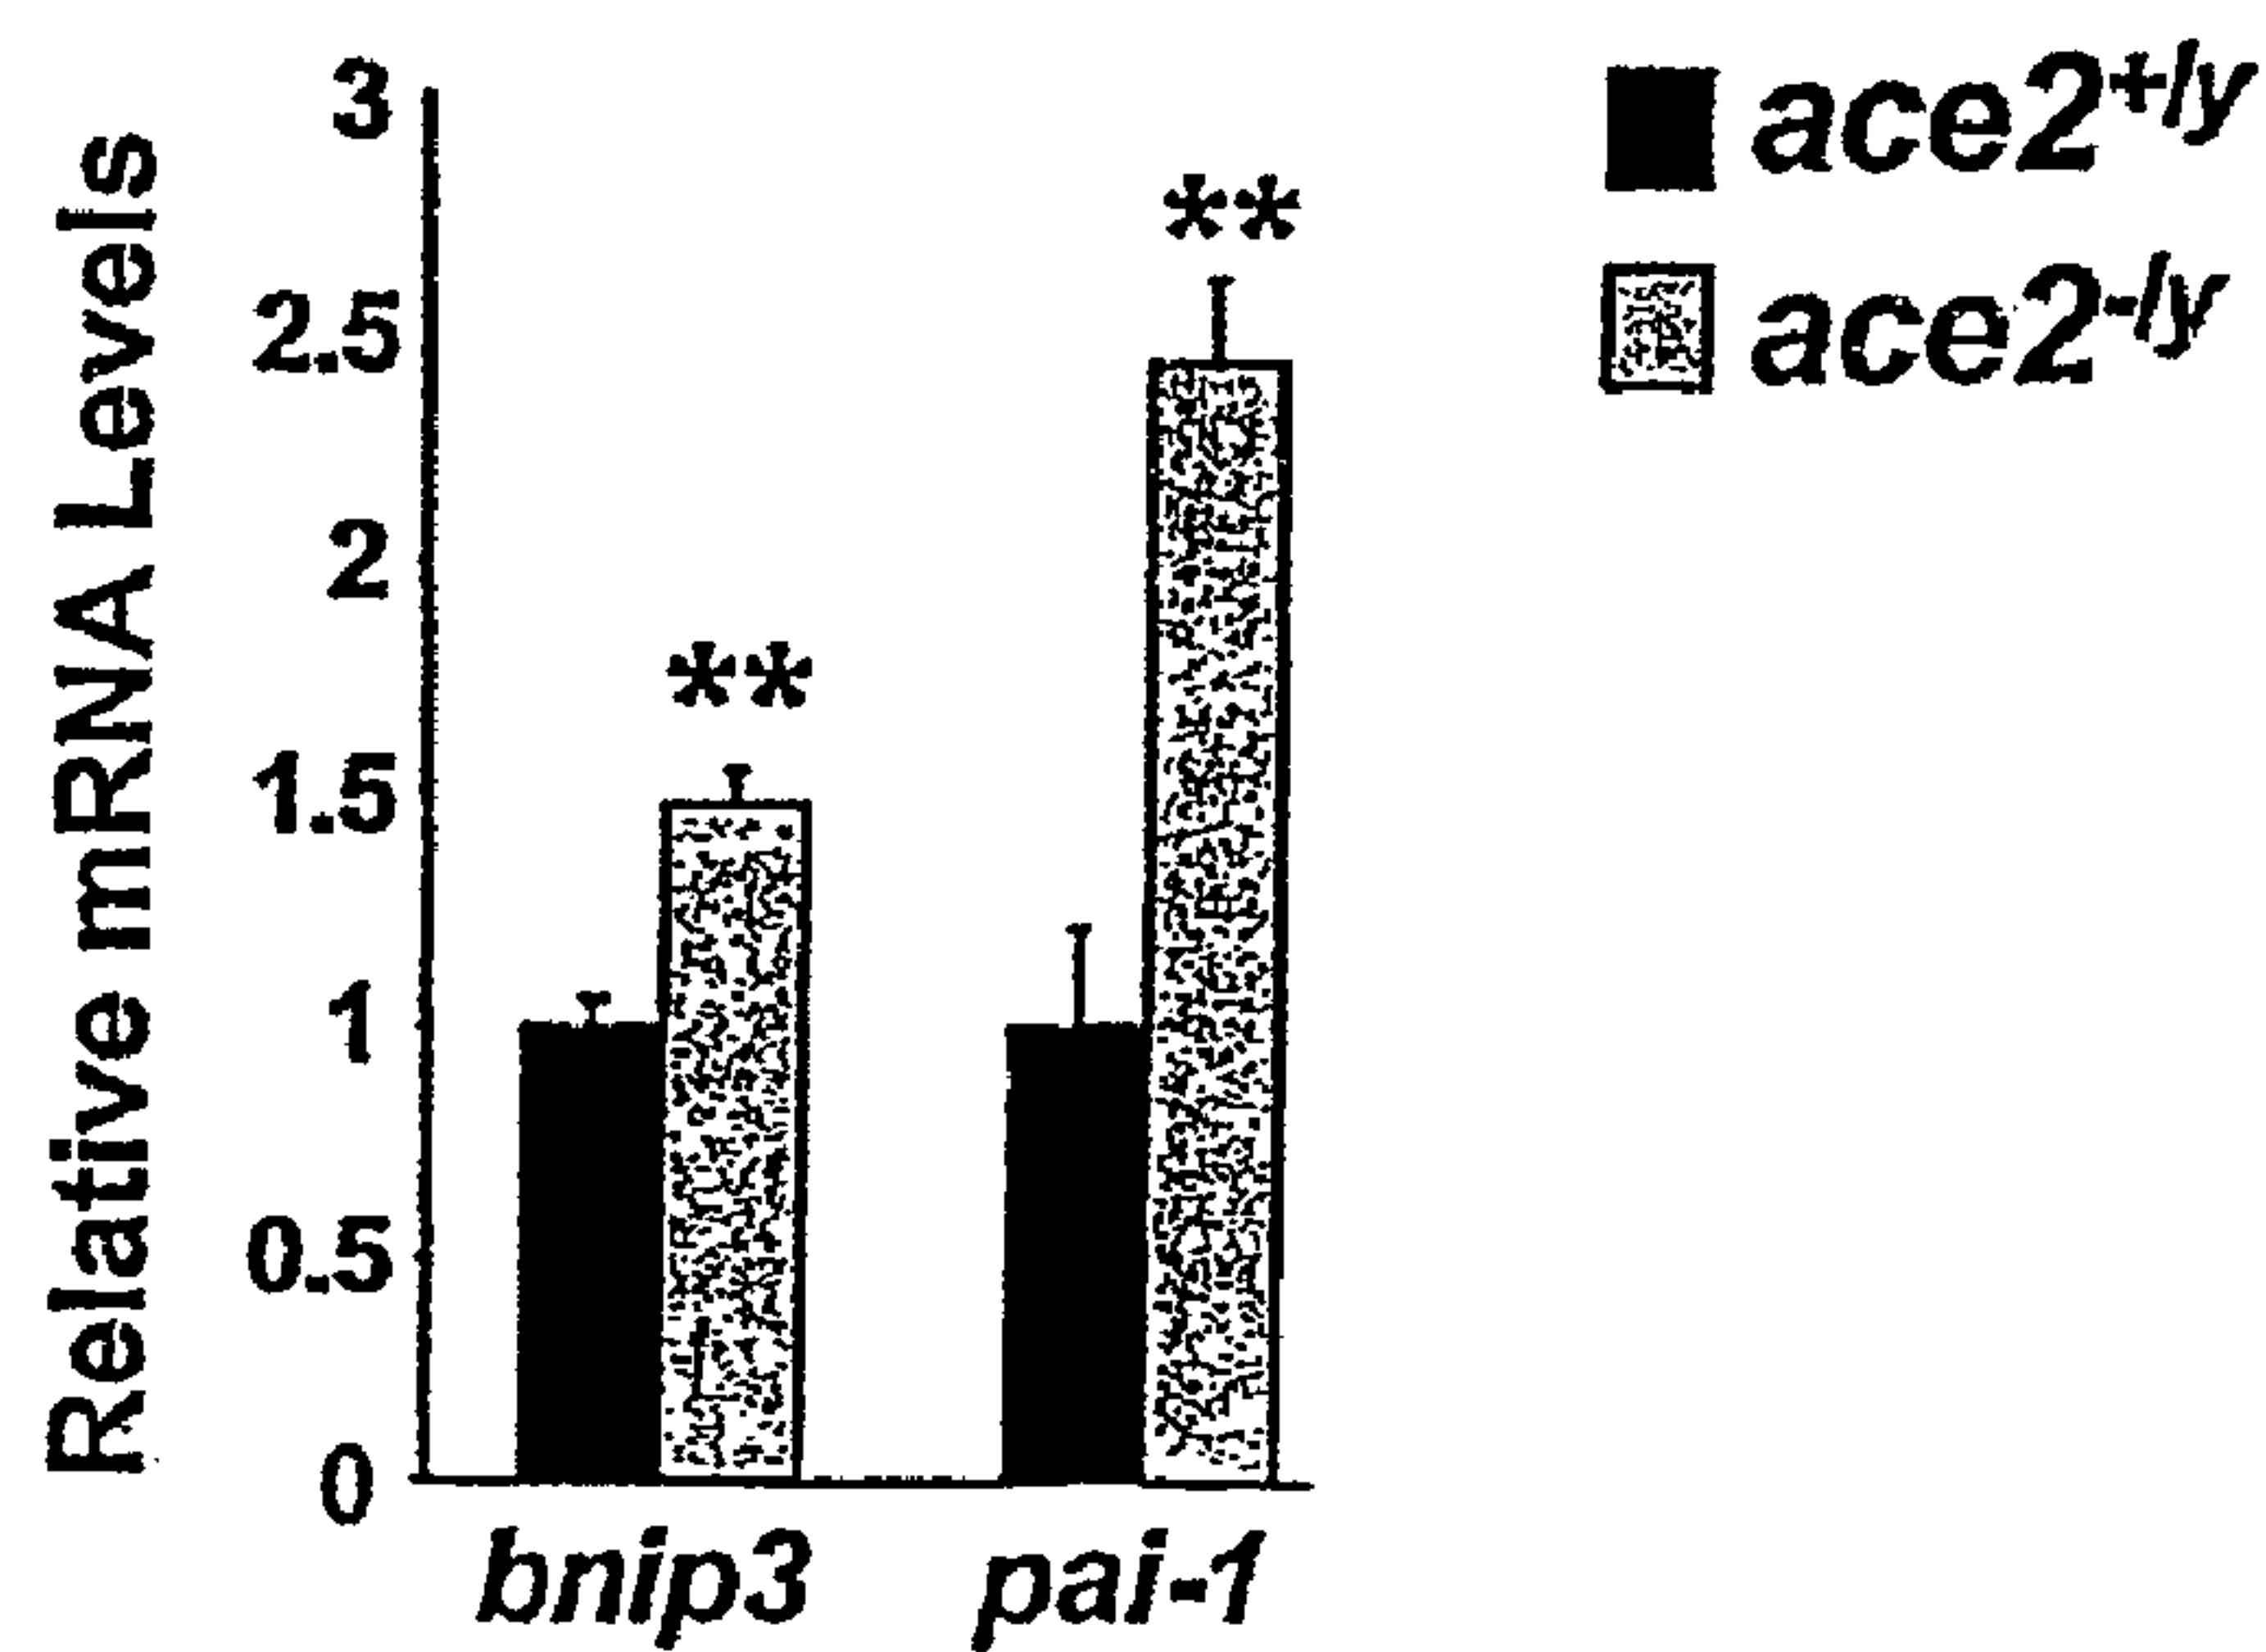 Relative mRNA Levels
3
2.5
2
1.5
1
0.5
0
**
**
bnip3
pai-1
ace2+/y
ace2-/y